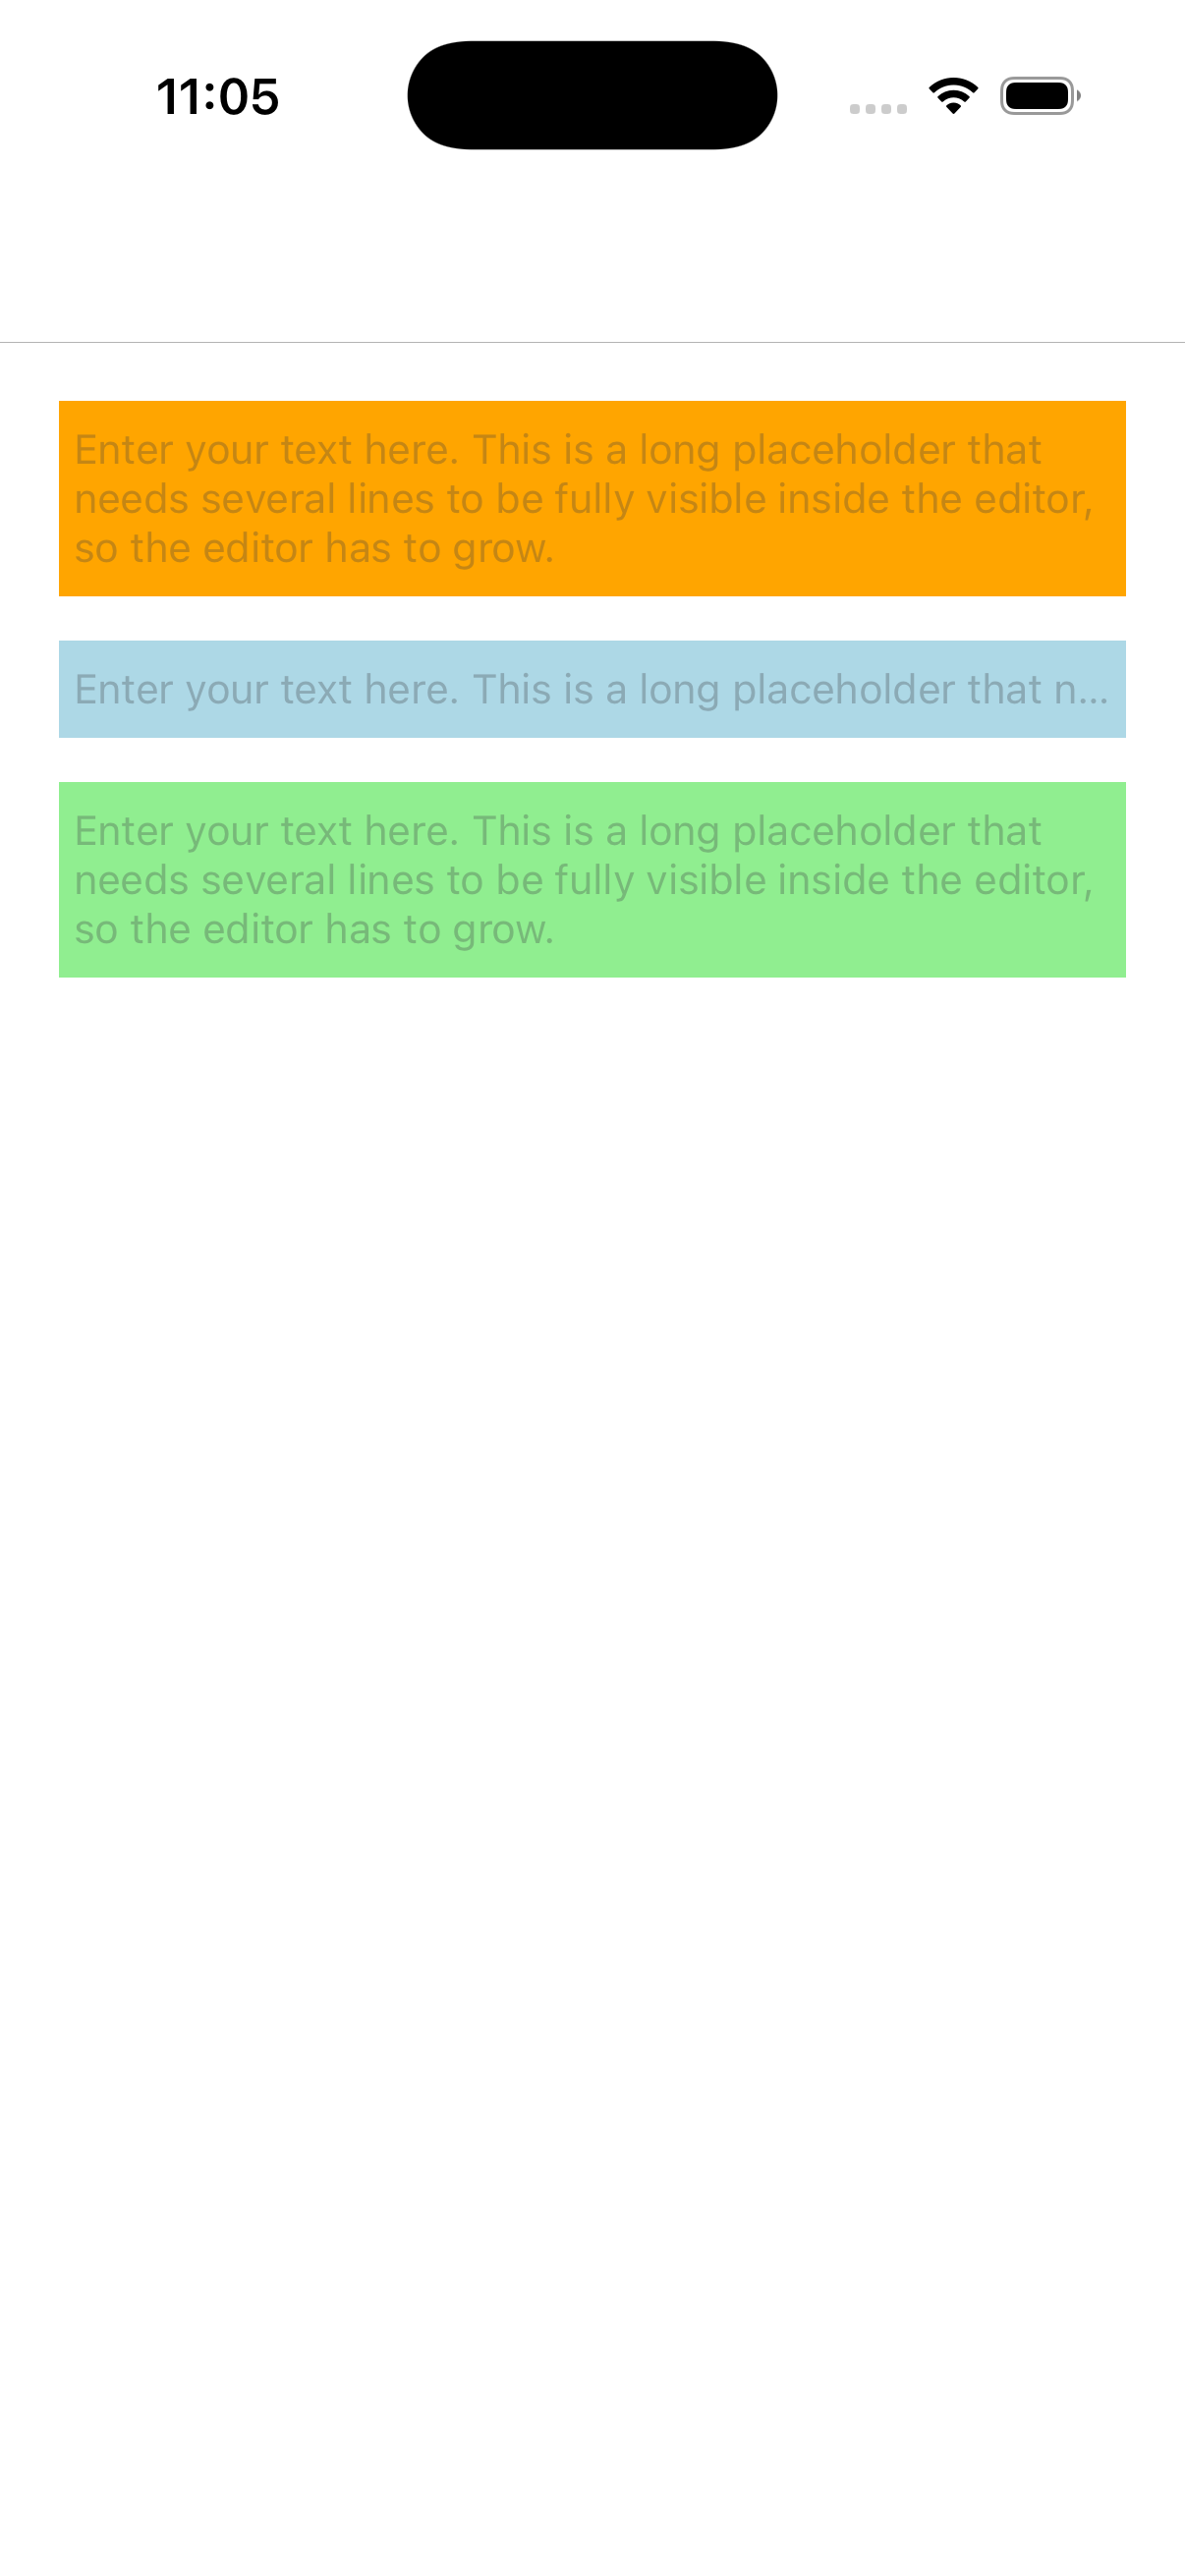 11:05
Enter your text here. This is a long placeholder that
needs several lines to be fully visible inside the editor,
so the editor has to grow.
Enter your text here. This is a long placeholder that n...
Enter your text here. This is a long placeholder that
needs several lines to be fully visible inside the editor,
so the editor has to grow.